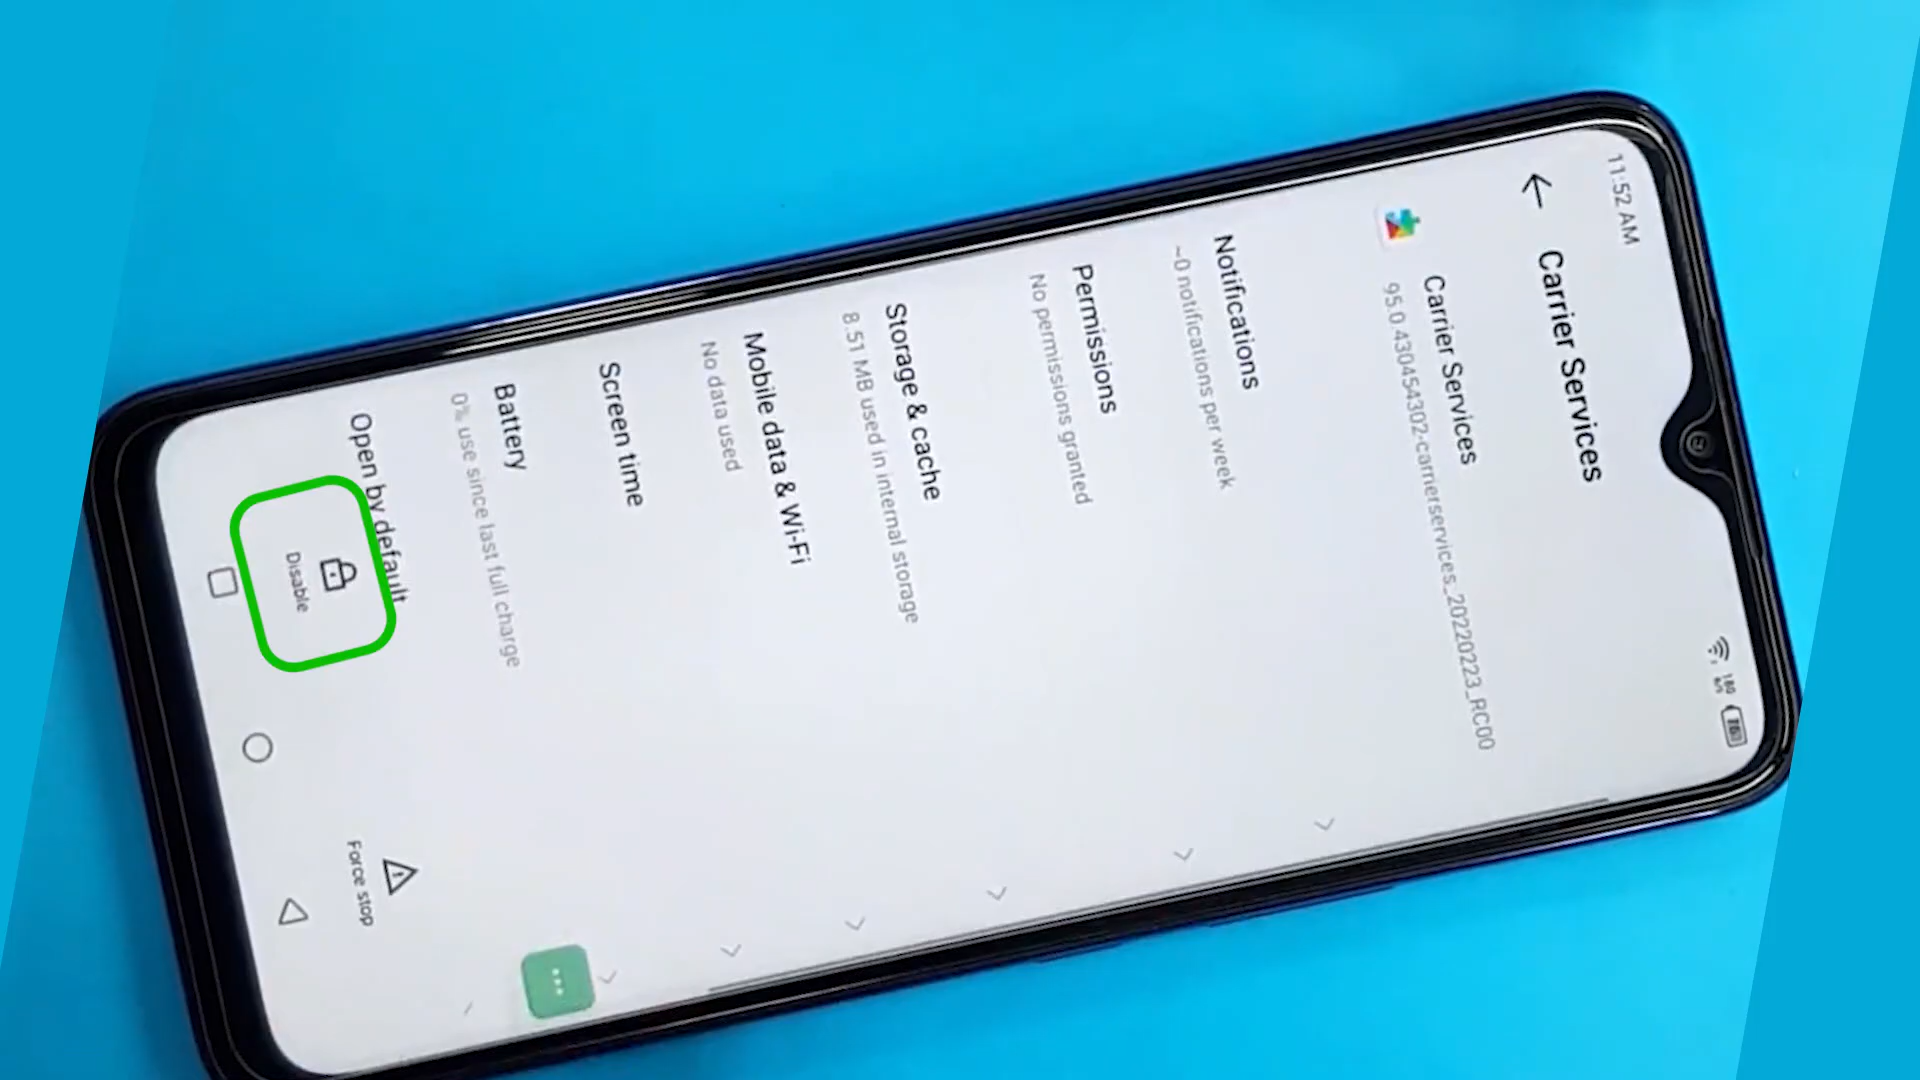 11:52 AM
Carrier Services
Carrier Services
95.0.430454302-carrierservices_20220223_RC00
Notifications
~0 notifications per week
Permissions
No permissions granted
Storage & cache
8.51 MB used in internal storage
Mobile data & Wi-Fi
No data used
Screen time
Battery
0% use since last full charge
Open by default
Disable
Force stop